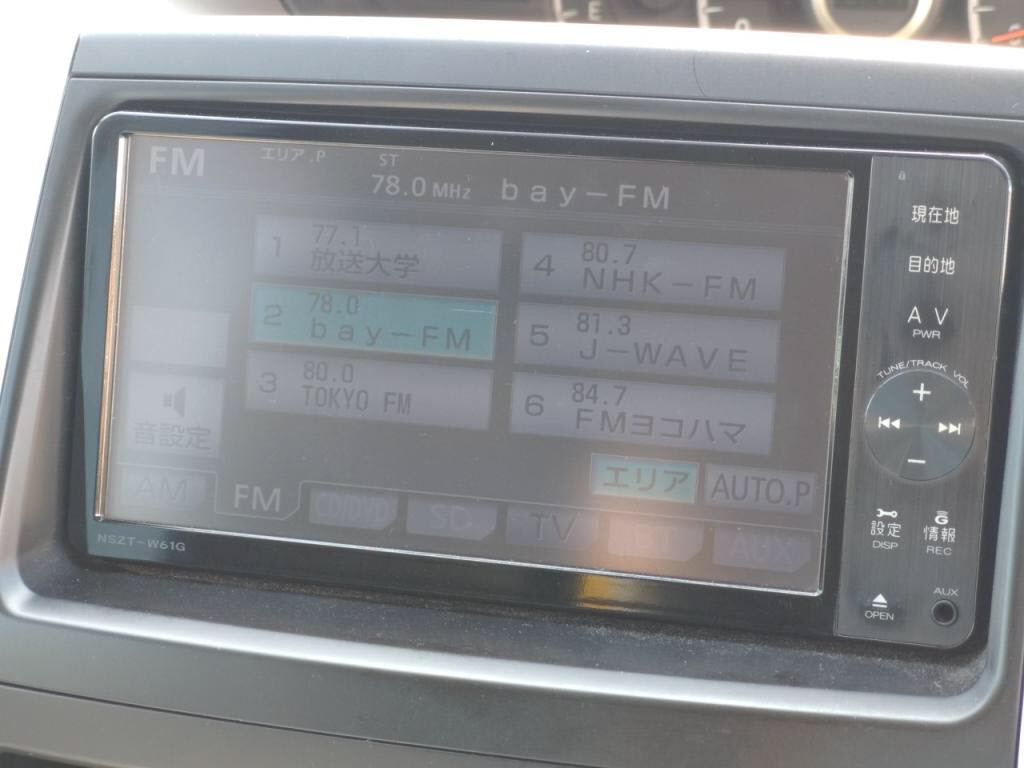 FM
エリア.P
ST
78.0 MHz bay-FM
1 77.1
放送大学
2 78.0
bay-FM
3 80.0
TOKYO FM
4 80.7
NHK-FM
5 81.3
J-WAVE
6 84.7
FMヨコハマ
音設定
エリア
AUTO.P
AM
FM
CD/DVD
SD
TV
AUX
NSZT-W61G
現在地
目的地
AV
PWR
TUNE/TRACK VOL
+
-
設定
DISP
情報
REC
OPEN
AUX
E